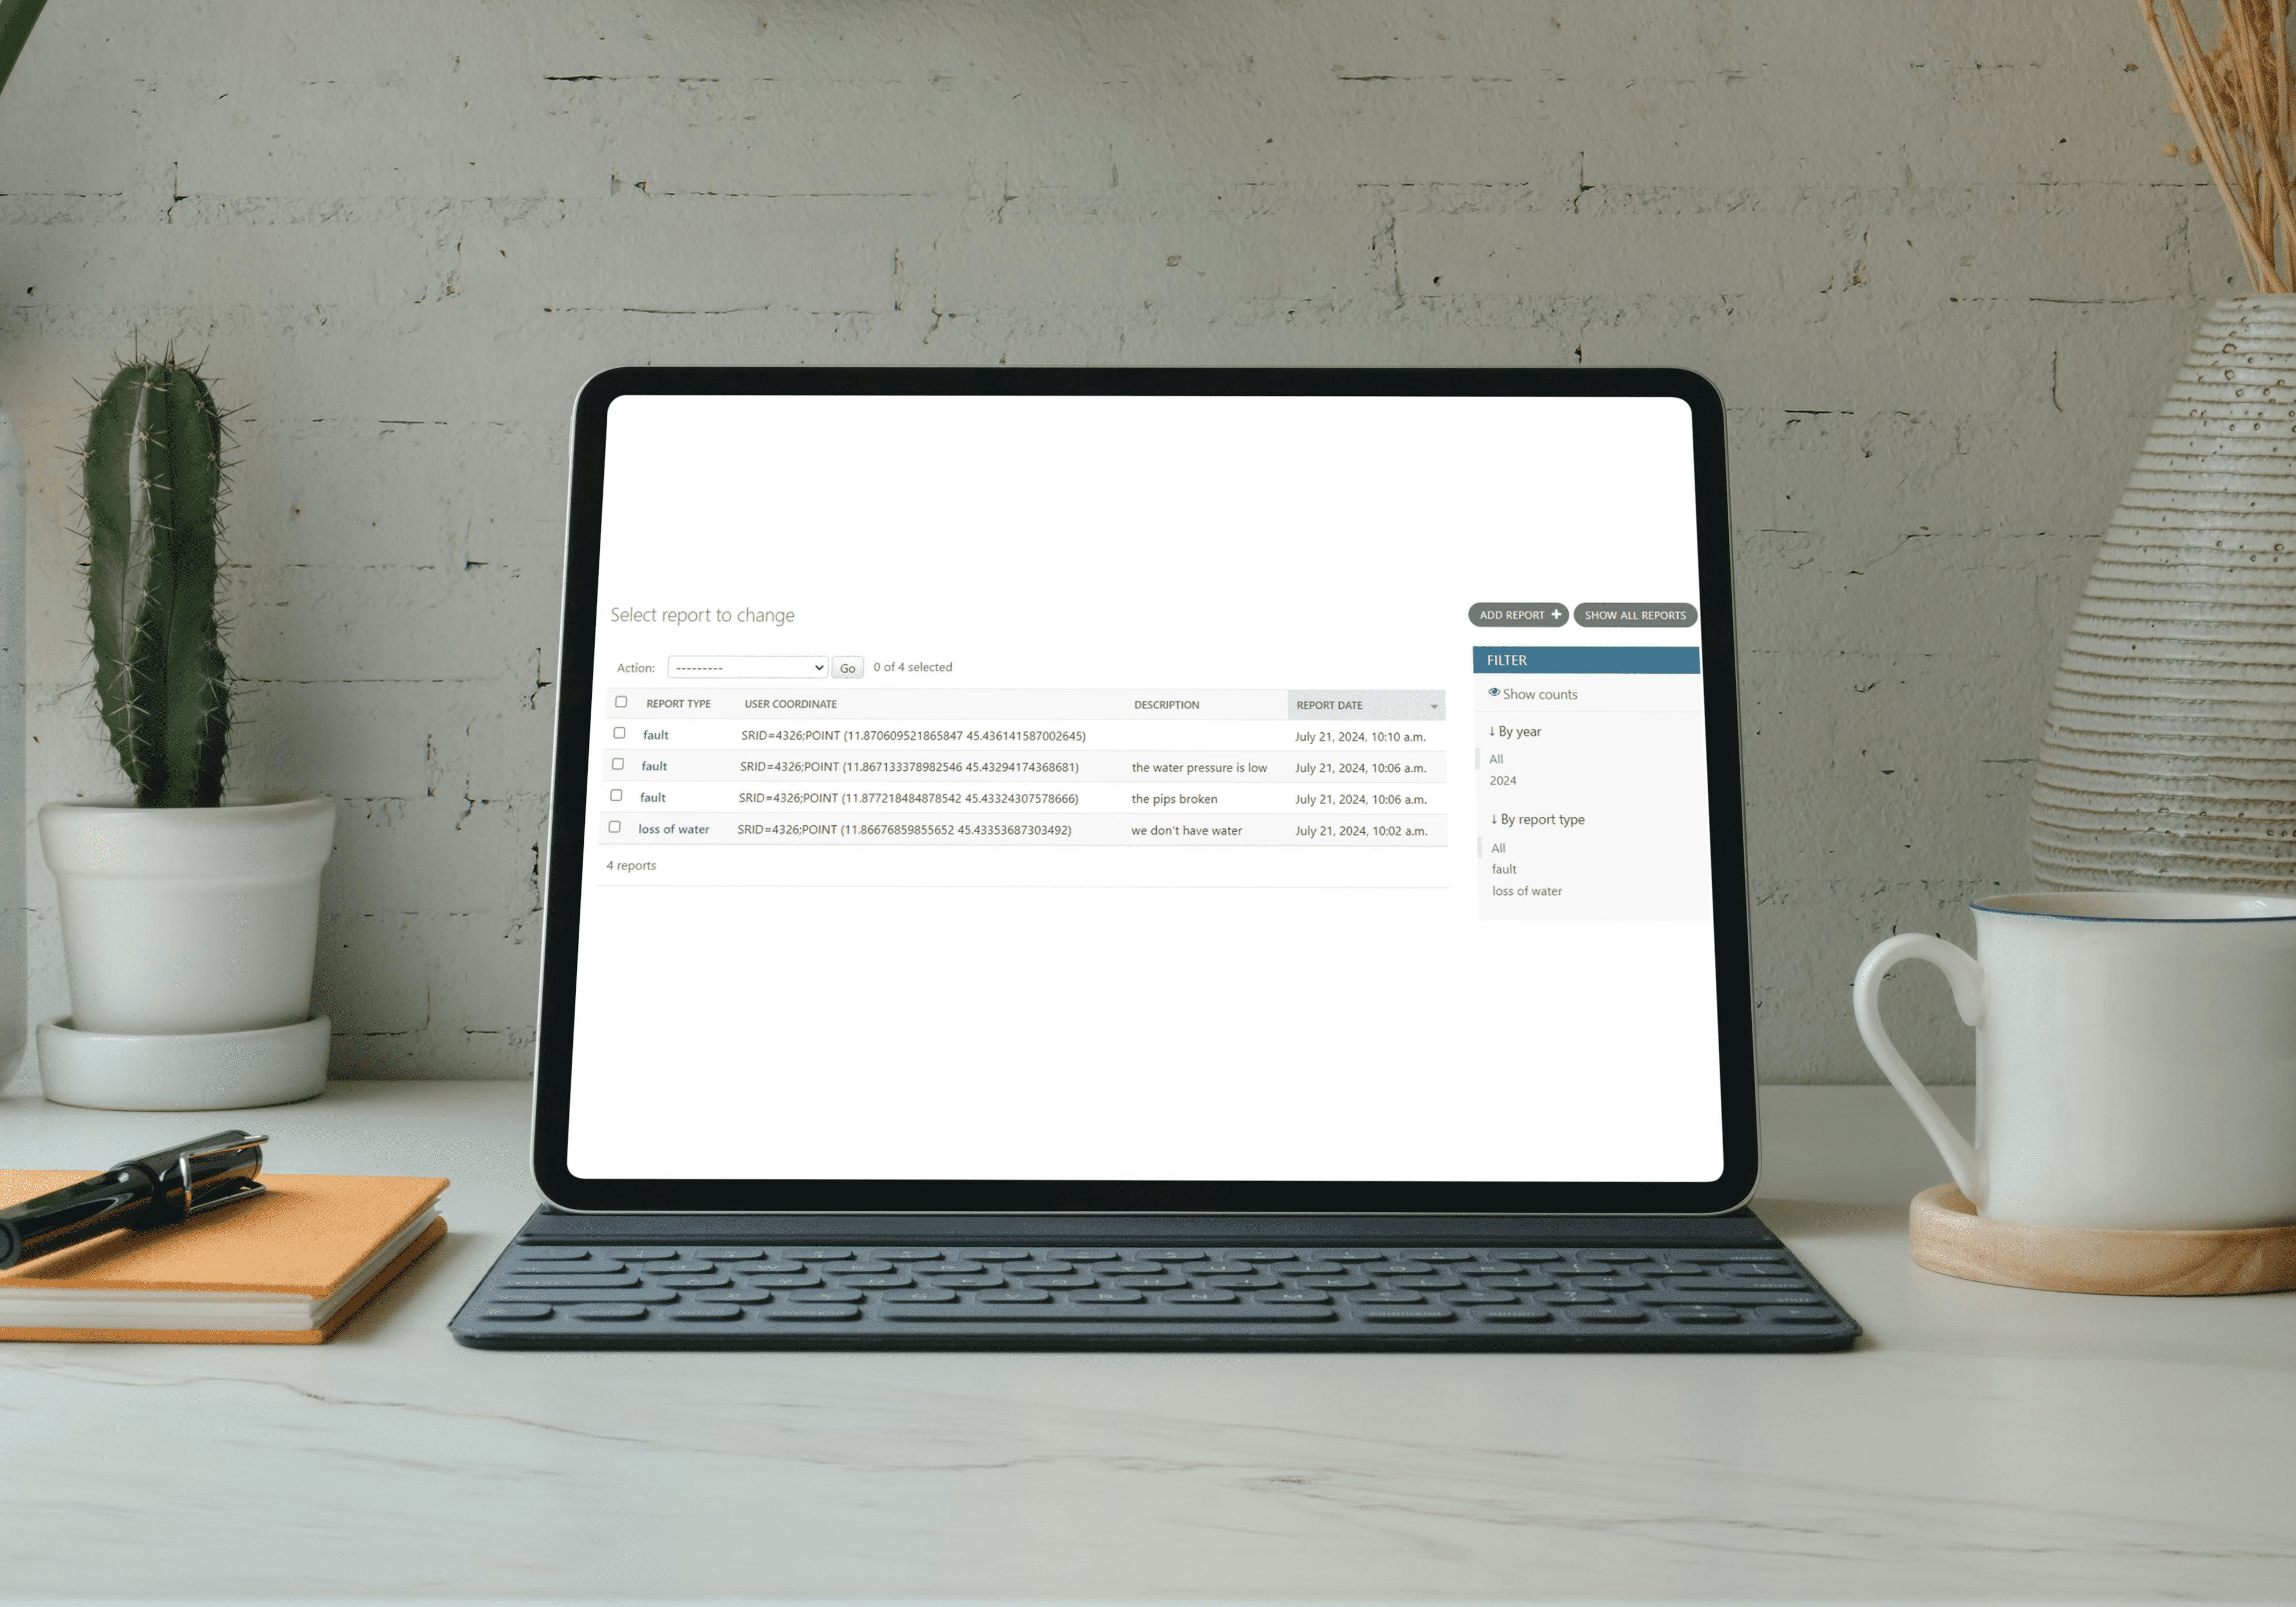 Select report to change
ADD REPORT + SHOW ALL REPORTS
Action: --------- Go 0 of 4 selected
REPORT TYPE USER COORDINATE DESCRIPTION REPORT DATE
fault SRID=4326;POINT (11.870609521865847 45.436141587002645) July 21, 2024, 10:10 a.m.
fault SRID=4326;POINT (11.867133378982546 45.43294174368681) the water pressure is low July 21, 2024, 10:06 a.m.
fault SRID=4326;POINT (11.877218484878542 45.43324307578666) the pips broken July 21, 2024, 10:06 a.m.
loss of water SRID=4326;POINT (11.86676859855652 45.43353687303492) we don't have water July 21, 2024, 10:02 a.m.
4 reports
FILTER
Show counts
↓ By year
All
2024
↓ By report type
All
fault
loss of water